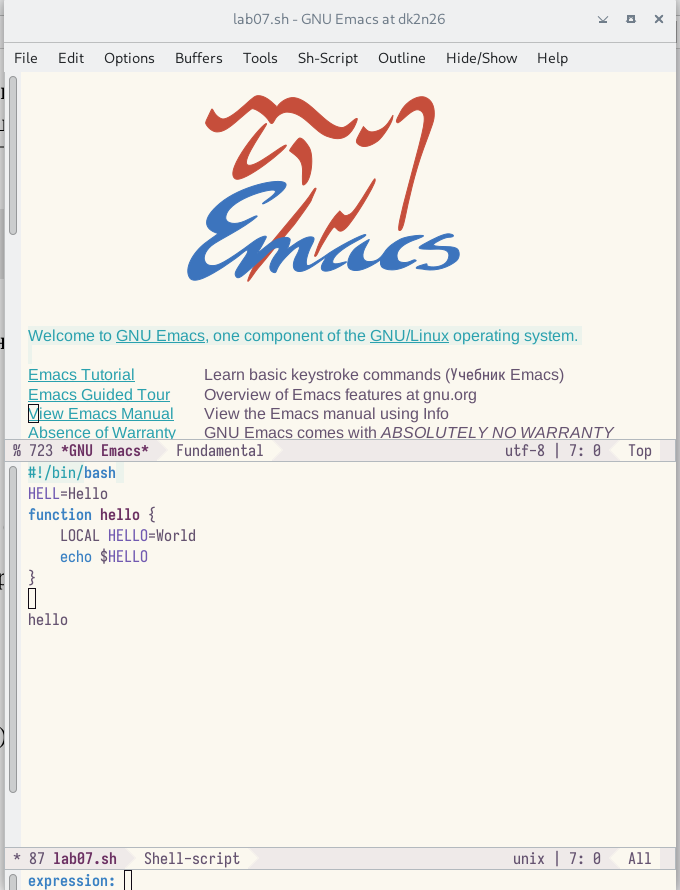 lab07.sh - GNU Emacs at dk2n26
File Edit Options Buffers Tools Sh-Script Outline Hide/Show Help
Emacs
Welcome to GNU Emacs, one component of the GNU/Linux operating system.
Emacs Tutorial Learn basic keystroke commands (Учебник Emacs)
Emacs Guided Tour Overview of Emacs features at gnu.org
View Emacs Manual View the Emacs manual using Info
Absence of Warranty GNU Emacs comes with ABSOLUTELY NO WARRANTY
% 723 *GNU Emacs* Fundamental utf-8 | 7: 0 Top
#!/bin/bash
HELL=Hello
function hello {
    LOCAL HELLO=World
    echo $HELLO
}
hello
* 87 lab07.sh Shell-script unix | 7: 0 All
expression: